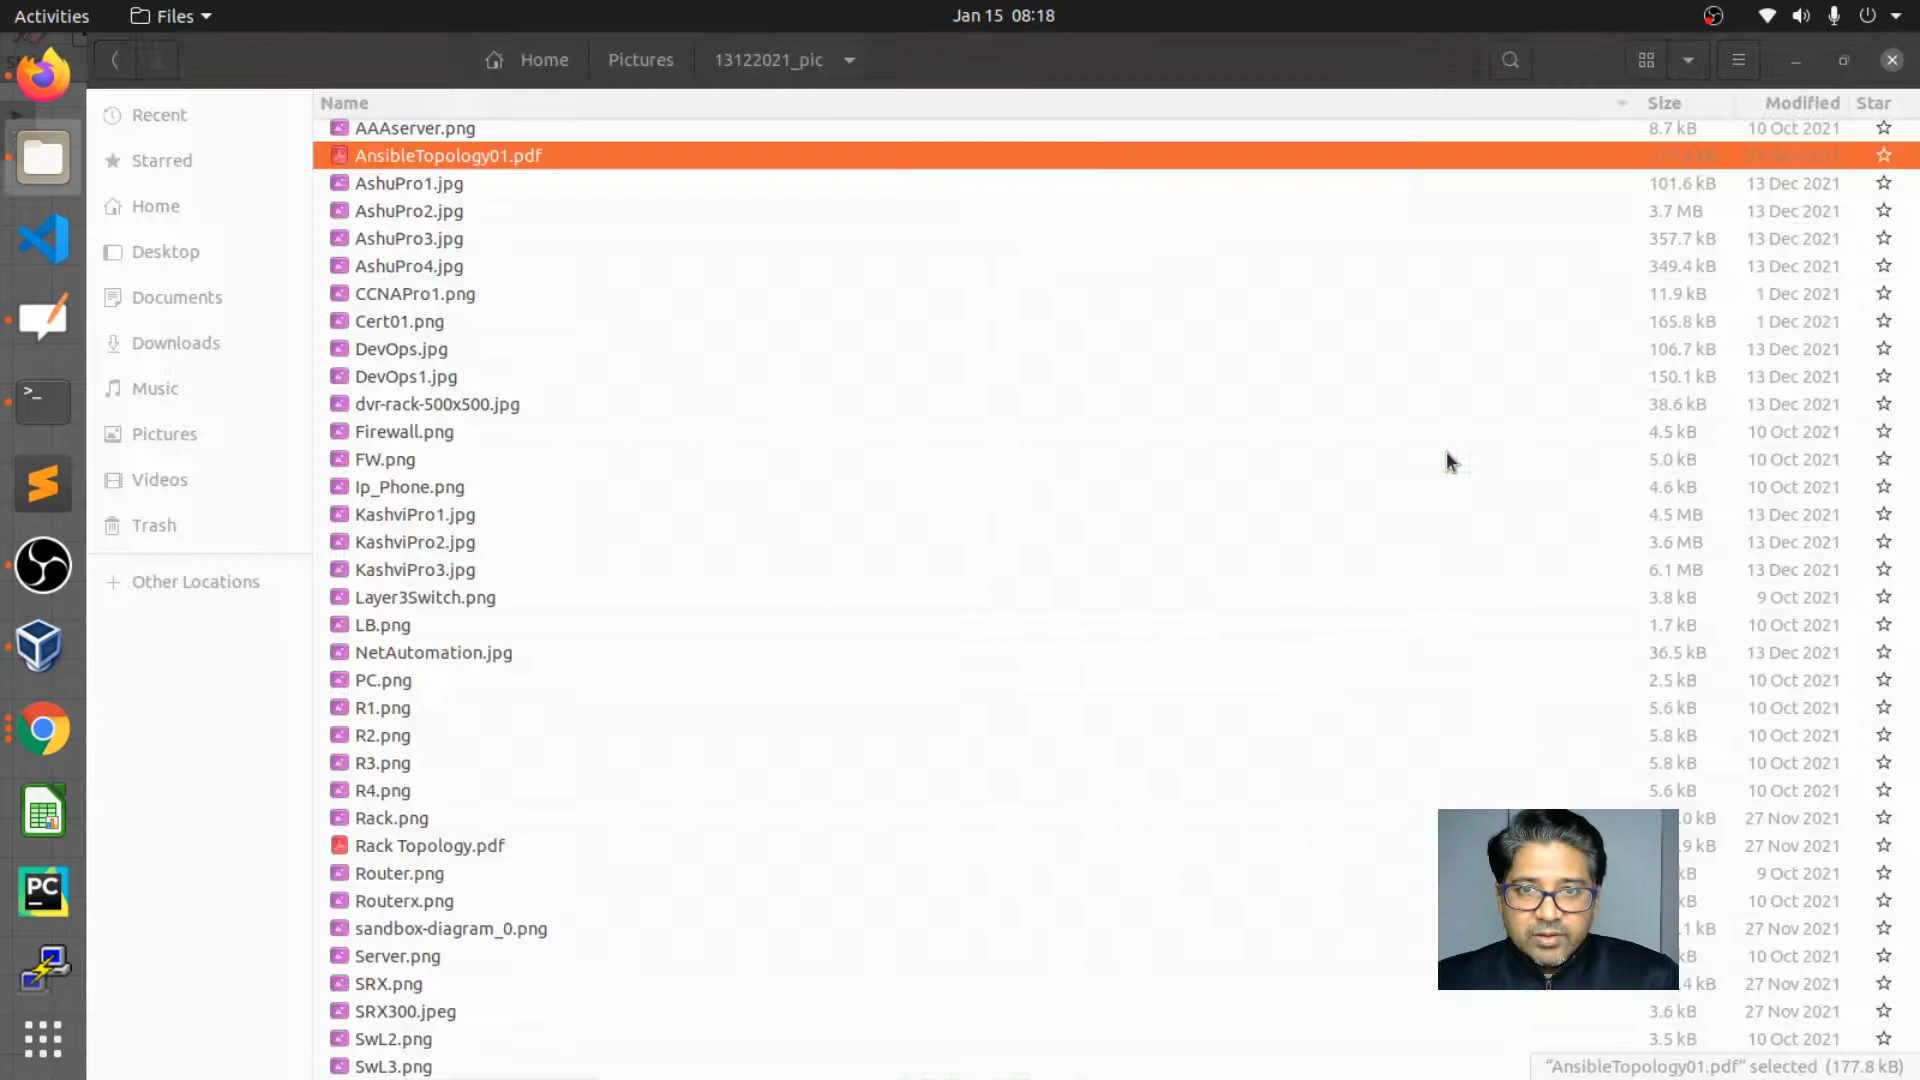 Activities Files Jan 15 08:18
Home Pictures 13122021_pic
Name Size Modified Star
Recent
Starred
Home
Desktop
Documents
Downloads
Music
Pictures
Videos
Trash
Other Locations
AAAserver.png 8.7 kB 10 Oct 2021
AnsibleTopology01.pdf
AshuPro1.jpg 101.6 kB 13 Dec 2021
AshuPro2.jpg 3.7 MB 13 Dec 2021
AshuPro3.jpg 357.7 kB 13 Dec 2021
AshuPro4.jpg 349.4 kB 13 Dec 2021
CCNAPro1.png 11.9 kB 1 Dec 2021
Cert01.png 165.8 kB 1 Dec 2021
DevOps.jpg 106.7 kB 13 Dec 2021
DevOps1.jpg 150.1 kB 13 Dec 2021
dvr-rack-500x500.jpg 38.6 kB 13 Dec 2021
Firewall.png 4.5 kB 10 Oct 2021
FW.png 5.0 kB 10 Oct 2021
Ip_Phone.png 4.6 kB 10 Oct 2021
KashviPro1.jpg 4.5 MB 13 Dec 2021
KashviPro2.jpg 3.6 MB 13 Dec 2021
KashviPro3.jpg 6.1 MB 13 Dec 2021
Layer3Switch.png 3.8 kB 9 Oct 2021
LB.png 1.7 kB 10 Oct 2021
NetAutomation.jpg 36.5 kB 13 Dec 2021
PC.png 2.5 kB 10 Oct 2021
R1.png 5.6 kB 10 Oct 2021
R2.png 5.8 kB 10 Oct 2021
R3.png 5.8 kB 10 Oct 2021
R4.png 5.6 kB 10 Oct 2021
Rack.png .0 kB 27 Nov 2021
Rack Topology.pdf .9 kB 27 Nov 2021
Router.png kB 9 Oct 2021
Routerx.png kB 10 Oct 2021
sandbox-diagram_0.png .1 kB 27 Nov 2021
Server.png kB 10 Oct 2021
SRX.png .4 kB 27 Nov 2021
SRX300.jpeg 3.6 kB 27 Nov 2021
SwL2.png 3.5 kB 10 Oct 2021
SwL3.png
"AnsibleTopology01.pdf" selected (177.8 kB)
PC